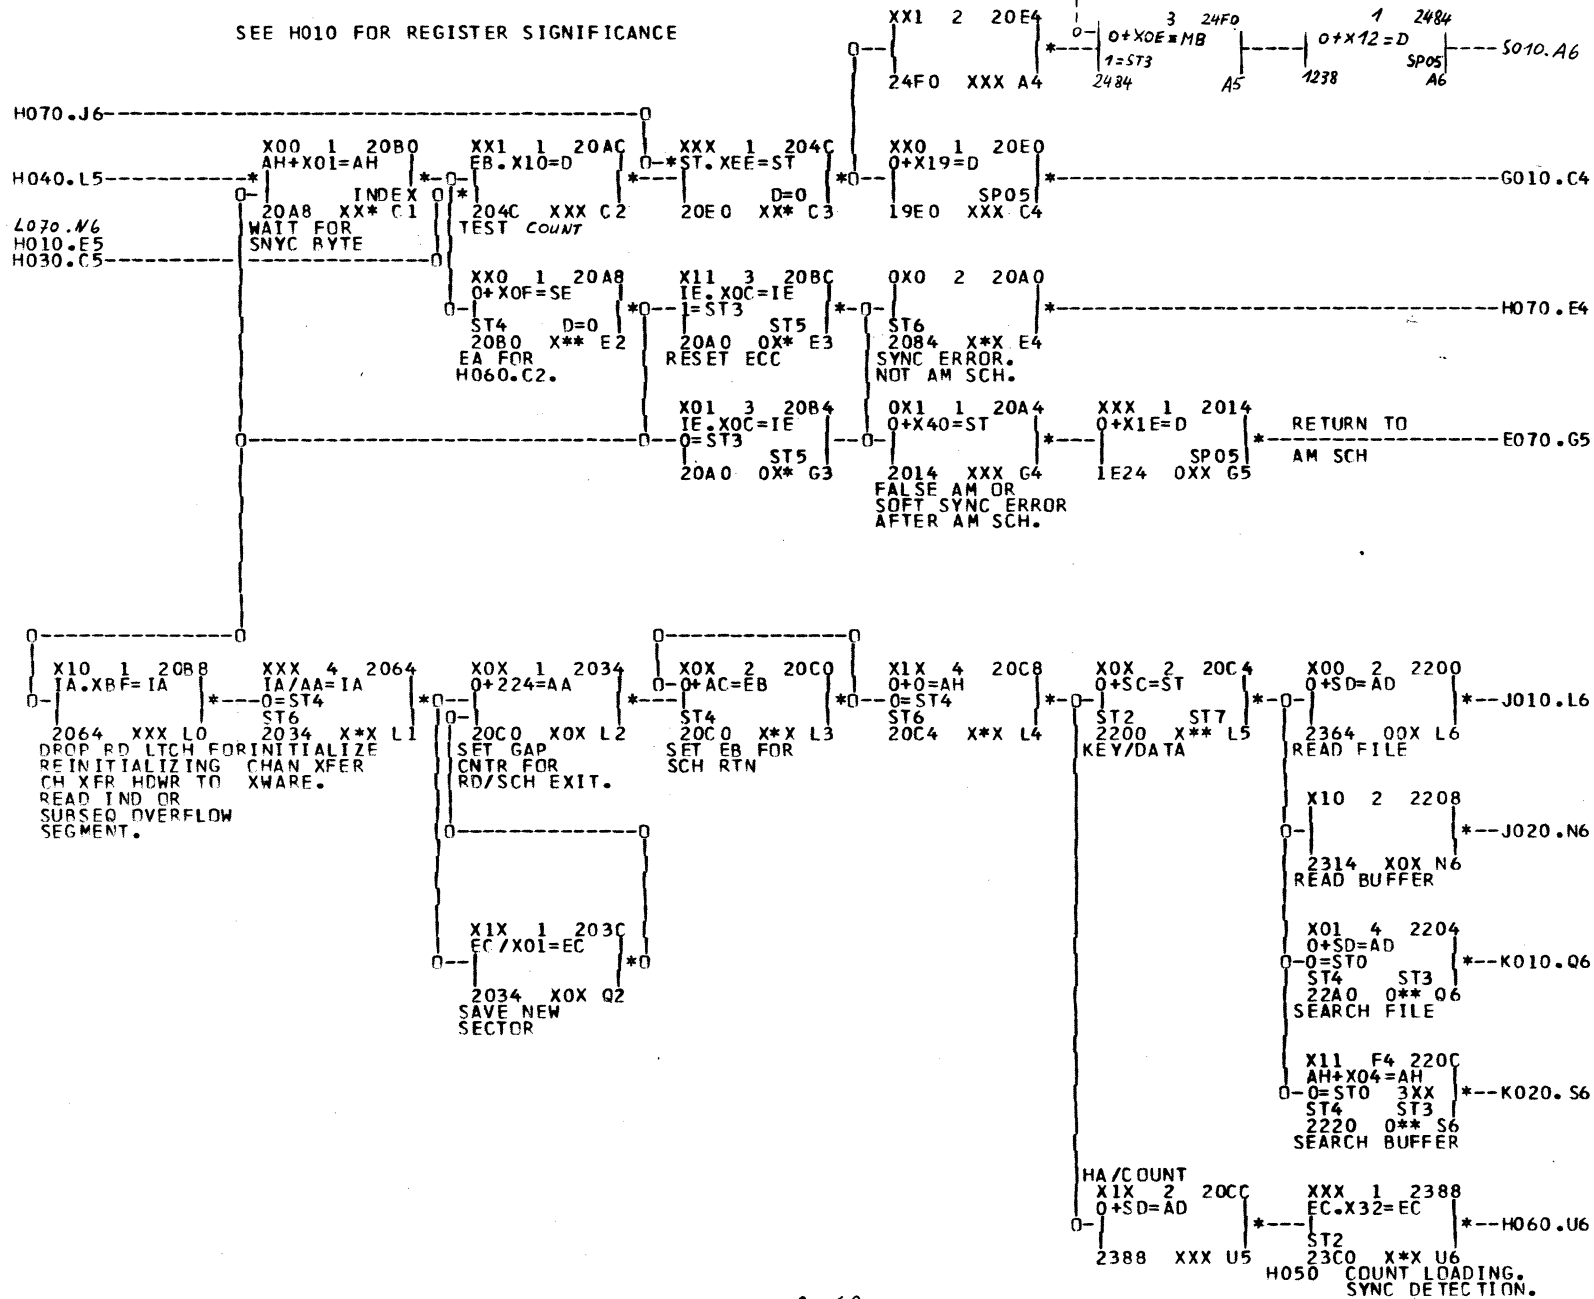 XX1 2 20E4
24F0 XXX A4
3 24F0
0+X0E=MB
1=ST3
2484 A5
1 2484
0+X12=D
SP05
1238 A6
S010.A6
SEE H010 FOR REGISTER SIGNIFICANCE
H070.J6
H040.L5
L070.N6
H010.E5
H030.C5
X00 1 20B0
AH+X01=AH
INDEX
20A8 XX* C1
WAIT FOR
SNYC BYTE
XX1 1 20AC
EB.X10=D
204C XXX C2
TEST COUNT
XXX 1 204C
ST.XEE=ST
D=0
20E0 XX* C3
XX0 1 20E0
0+X19=D
SP05
19E0 XXX C4
G010.C4
XX0 1 20A8
0+X0F=SE
ST4 D=0
20B0 X** E2
EA FOR
H060.C2.
X11 3 20BC
IE.X0C=IE
1=ST3
ST5
20A0 0X* E3
RESET ECC
0X0 2 20A0
ST6
2084 X*X E4
SYNC ERROR.
NOT AM SCH.
H070.E4
X01 3 20B4
IE.X0C=IE
0=ST3
ST5
20A0 0X* G3
0X1 1 20A4
0+X40=ST
2014 XXX G4
FALSE AM OR
SOFT SYNC ERROR
AFTER AM SCH.
XXX 1 2014
0+X1E=D
SP05
1E24 0XX G5
RETURN TO
AM SCH
E070.G5
X10 1 20B8
IA.XBF=IA
2064 XXX L0
DROP RD LTCH FOR
REINITIALIZING
CH XFR HDWR TO
READ IND OR
SUBSEQ OVERFLOW
SEGMENT.
XXX 4 2064
IA/AA=IA
0=ST4
ST6
2034 X*X L1
INITIALIZE
CHAN XFER
XWARE.
X0X 1 2034
0+224=AA
20C0 X0X L2
SET GAP
CNTR FOR
RD/SCH EXIT.
X0X 2 20C0
0+AC=EB
ST4
20C0 X*X L3
SET EB FOR
SCH RTN
X1X 4 20C8
0+0=AH
0=ST4
ST6
20C4 X*X L4
X0X 2 20C4
0+SC=ST
ST2 ST7
2200 X** L5
KEY/DATA
X00 2 2200
0+SD=AD
2364 00X L6
READ FILE
J010.L6
X10 2 2208
2314 X0X N6
READ BUFFER
J020.N6
X1X 1 203C
EC/X01=EC
2034 X0X Q2
SAVE NEW
SECTOR
X01 4 2204
0+SD=AD
0=ST0
ST4 ST3
22A0 0** Q6
SEARCH FILE
K010.Q6
X11 F4 220C
AH+X04=AH
0=ST0 3XX
ST4 ST3
2220 0** S6
SEARCH BUFFER
K020.S6
HA/COUNT
X1X 2 20CC
0+SD=AD
2388 XXX U5
XXX 1 2388
EC.X32=EC
ST2
23C0 X*X U6
H060.U6
H050 COUNT LOADING.
SYNC DETECTION.